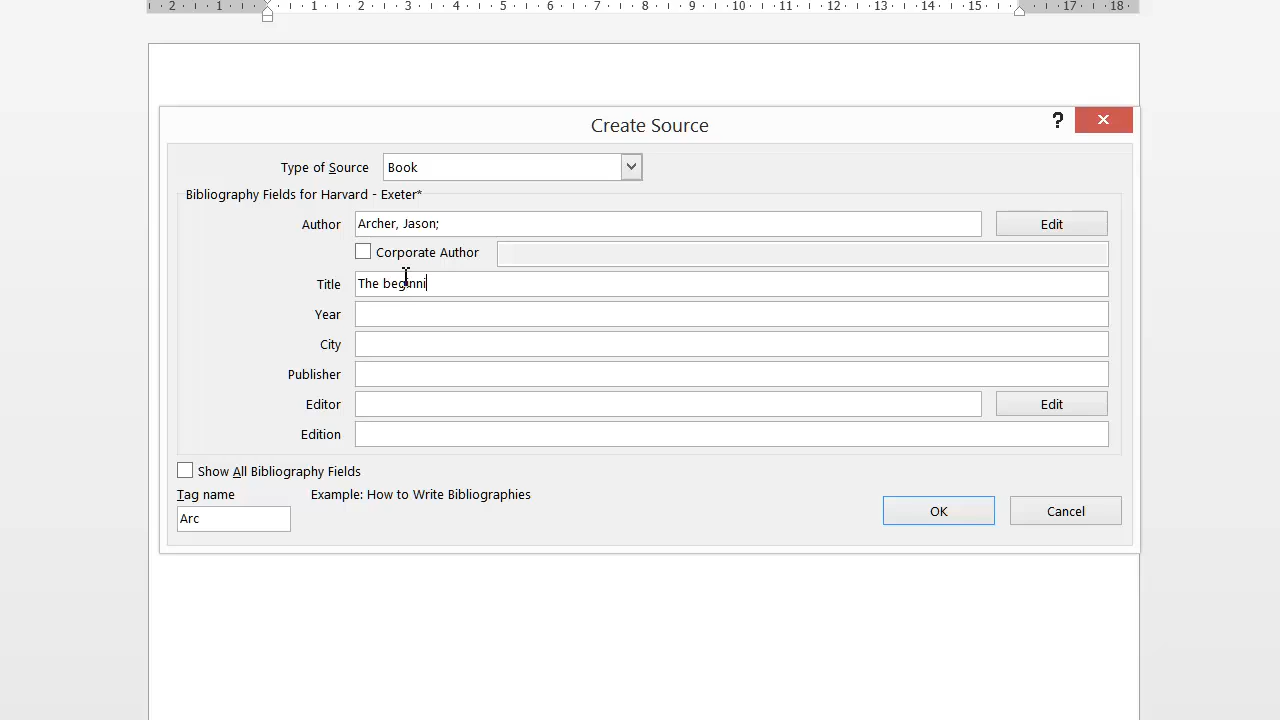 2 1 1 2 3 4 5 6 7 8 9 10 11 12 13 14 15 17 18
Create Source ?
Type of Source Book
Bibliography Fields for Harvard - Exeter*
Author Archer, Jason; Edit
Corporate Author
Title The beginni
Year
City
Publisher
Editor Edit
Edition
Show All Bibliography Fields
Tag name Example: How to Write Bibliographies
Arc OK Cancel